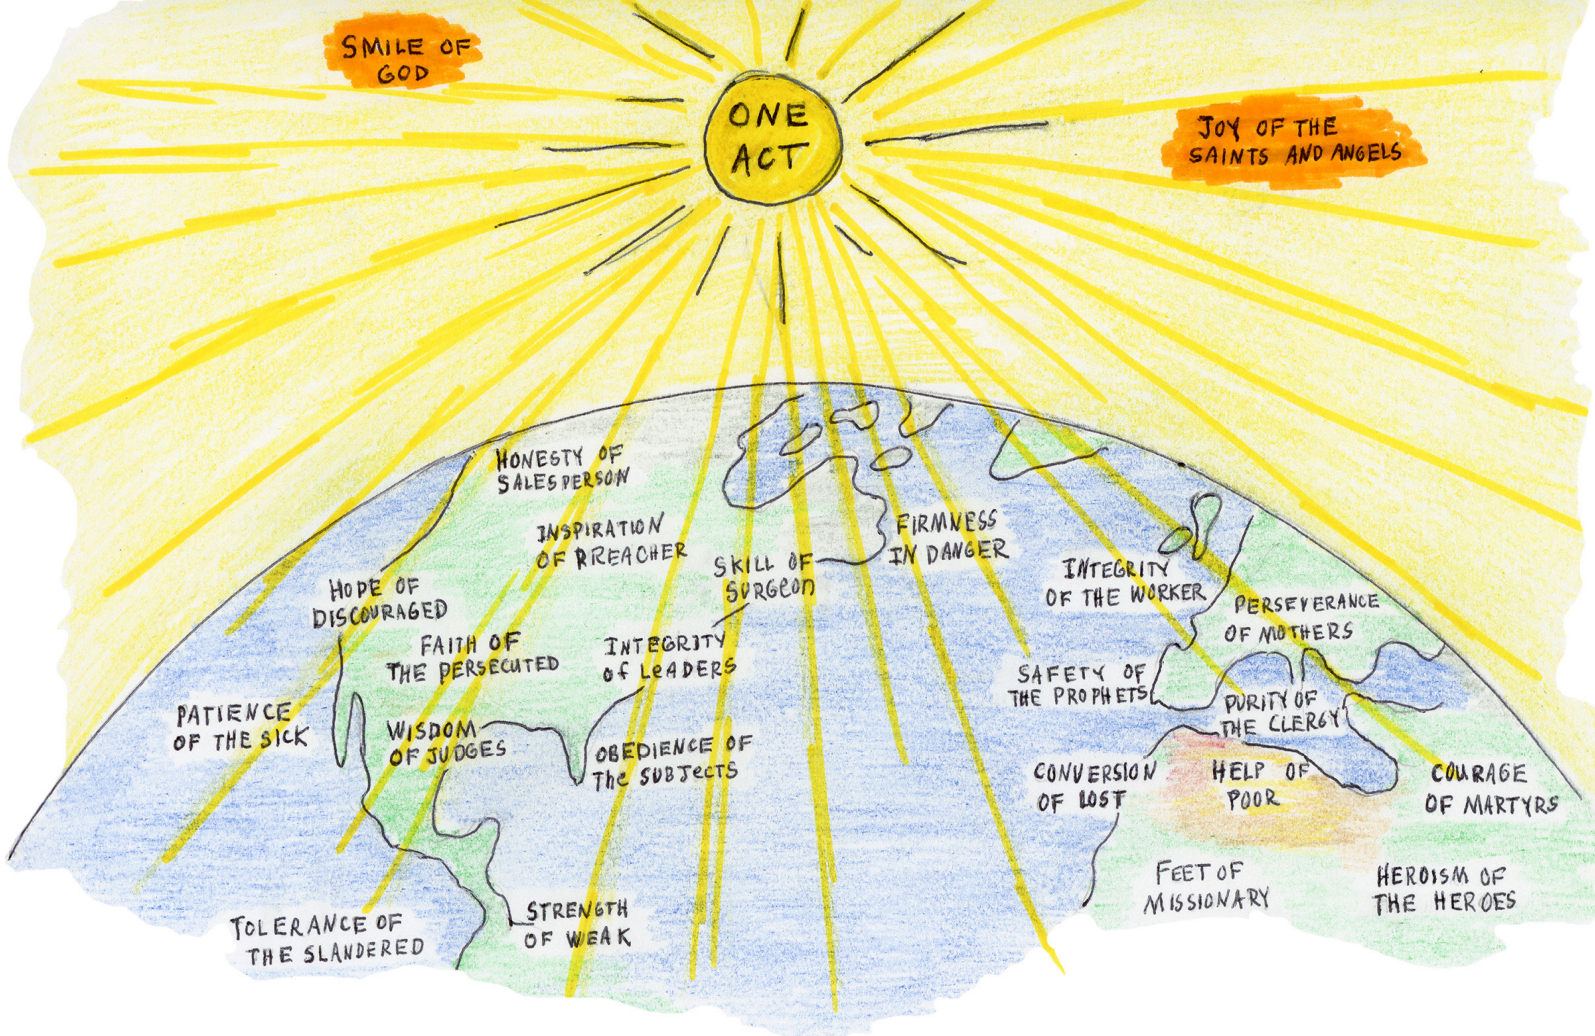 SMILE OF
GOD
ONE
ACT
JOY OF THE
SAINTS AND ANGELS
HONESTY OF
SALESPERSON
INSPIRATION
OF PREACHER
SKILL OF
SURGEON
FIRMNESS
IN DANGER
INTEGRITY
OF THE WORKER
PERSEVERANCE
OF MOTHERS
HOPE OF
DISCOURAGED
FAITH OF
THE PERSECUTED
INTEGRITY
of LEADERS
SAFETY OF
THE PROPHETS
PURITY OF
THE CLERGY
PATIENCE
OF THE SICK
WISDOM
OF JUDGES
OBEDIENCE OF
The SUBJECTS
CONVERSION
OF LOST
HELP OF
POOR
COURAGE
OF MARTYRS
FEET OF
MISSIONARY
HEROISM OF
THE HEROES
TOLERANCE OF
THE SLANDERED
STRENGTH
OF WEAK